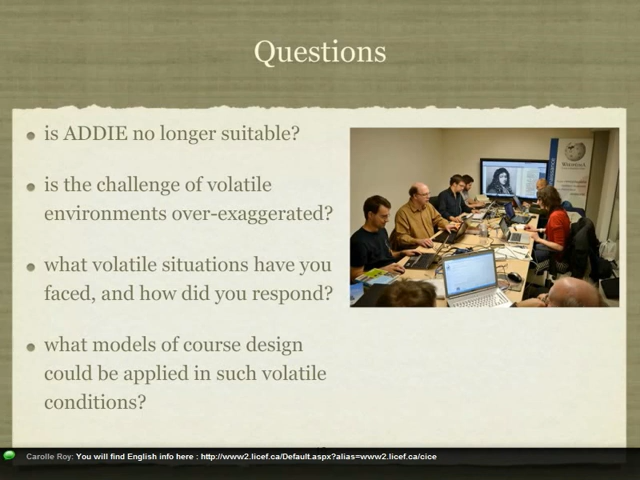 Questions
is ADDIE no longer suitable?
is the challenge of volatile
environments over-exaggerated?
what volatile situations have you
faced, and how did you respond?
what models of course design
could be applied in such volatile
conditions?
Carolle Roy: You will find English info here : http://www2.licef.ca/Default.aspx?alias=www2.licef.ca/cice